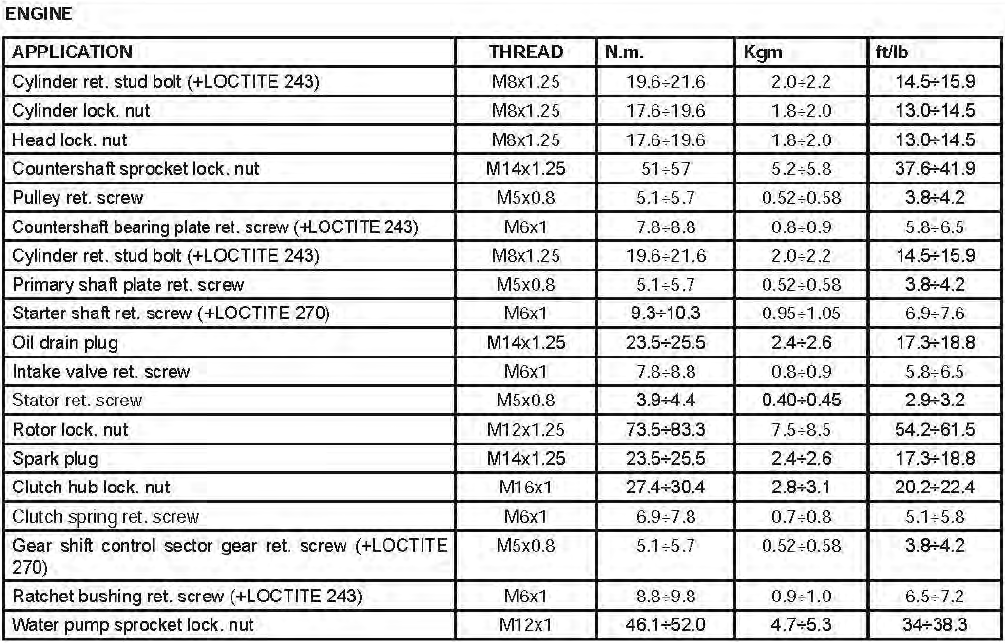 ENGINE
APPLICATION THREAD N.m. Kgm ft/lb
Cylinder ret. stud bolt (+LOCTITE 243) M8x1.25 19.6÷21.6 2.0÷2.2 14.5÷15.9
Cylinder lock. nut M8x1.25 17.6÷19.6 1.8÷2.0 13.0÷14.5
Head lock. nut M8x1.25 17.6÷19.6 1.8÷2.0 13.0÷14.5
Countershaft sprocket lock. nut M14x1.25 51÷57 5.2÷5.8 37.6÷41.9
Pulley ret. screw M5x0.8 5.1÷5.7 0.52÷0.58 3.8÷4.2
Countershaft bearing plate ret. screw (+LOCTITE 243) M6x1 7.8÷8.8 0.8÷0.9 5.8÷6.5
Cylinder ret. stud bolt (+LOCTITE 243) M8x1.25 19.6÷21.6 2.0÷2.2 14.5÷15.9
Primary shaft plate ret. screw M5x0.8 5.1÷5.7 0.52÷0.58 3.8÷4.2
Starter shaft ret. screw (+LOCTITE 270) M6x1 9.3÷10.3 0.95÷1.05 6.9÷7.6
Oil drain plug M14x1.25 23.5÷25.5 2.4÷2.6 17.3÷18.8
Intake valve ret. screw M6x1 7.8÷8.8 0.8÷0.9 5.8÷6.5
Stator ret. screw M5x0.8 3.9÷4.4 0.40÷0.45 2.9÷3.2
Rotor lock. nut M12x1.25 73.5÷83.3 7.5÷8.5 54.2÷61.5
Spark plug M14x1.25 23.5÷25.5 2.4÷2.6 17.3÷18.8
Clutch hub lock. nut M16x1 27.4÷30.4 2.8÷3.1 20.2÷22.4
Clutch spring ret. screw M6x1 6.9÷7.8 0.7÷0.8 5.1÷5.8
Gear shift control sector gear ret. screw (+LOCTITE M5x0.8 5.1÷5.7 0.52÷0.58 3.8÷4.2
270)
Ratchet bushing ret. screw (+LOCTITE 243) M6x1 8.8÷9.8 0.9÷1.0 6.5÷7.2
Water pump sprocket lock. nut M12x1 46.1÷52.0 4.7÷5.3 34÷38.3